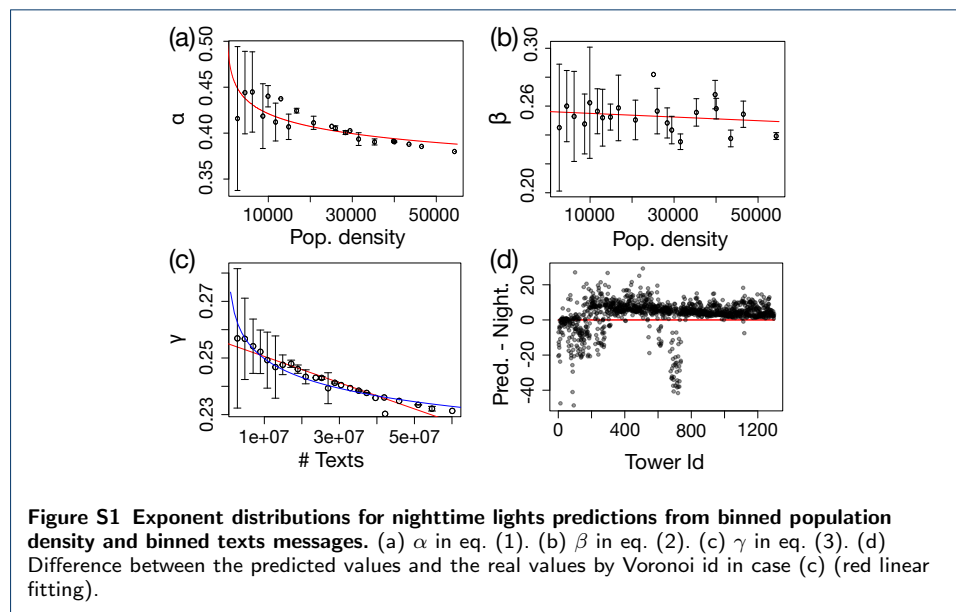 (a)
α
0.50
0.45
0.40
0.35
10000 30000 50000
Pop. density
(b)
β
0.30
0.26
0.20
10000 30000 50000
Pop. density
(c)
γ
0.27
0.25
0.23
1e+07 3e+07 5e+07
# Texts
(d)
Pred. - Night.
20
0
-20
-40
0 400 800 1200
Tower Id
Figure S1 Exponent distributions for nighttime lights predictions from binned population
density and binned texts messages. (a) α in eq. (1). (b) β in eq. (2). (c) γ in eq. (3). (d)
Difference between the predicted values and the real values by Voronoi id in case (c) (red linear
fitting).